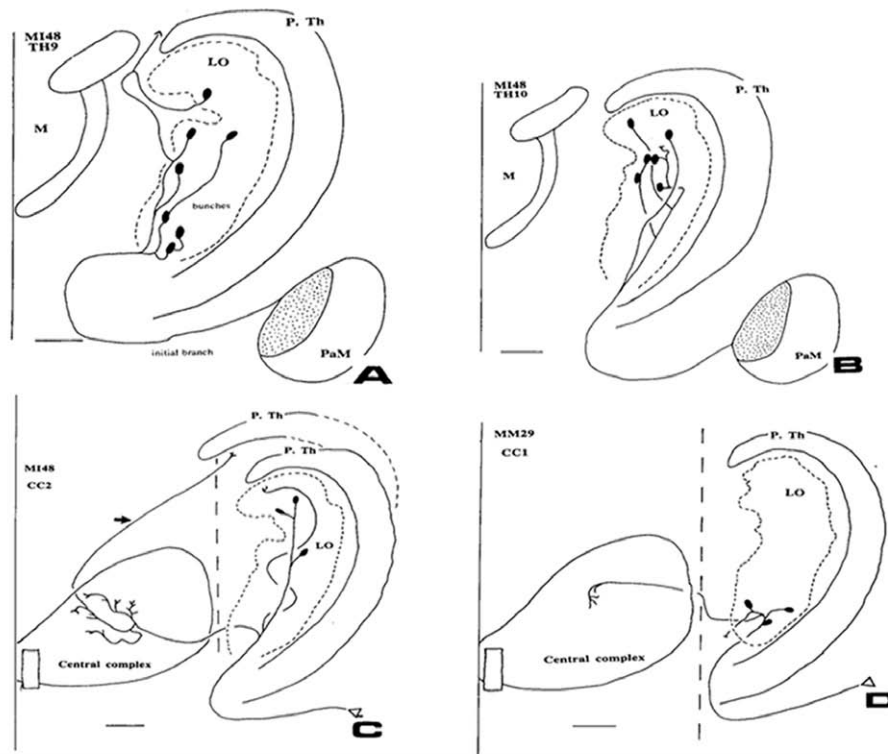 MI48
TH9
P. Th
LO
M
bunches
initial branch
PaM
A
MI48
TH10
P. Th
LO
M
PaM
B
MI48
CC2
P. Th
P. Th
LO
Central complex
C
MM29
CC1
P. Th
LO
Central complex
D